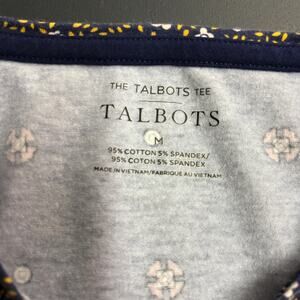 THE TALBOTS TEE
TALBOTS
M
95% COTTON 5% SPANDEX/
95% COTON 5% SPANDEX
MADE IN VIETNAM/FABRIQUE AU VIETNAM